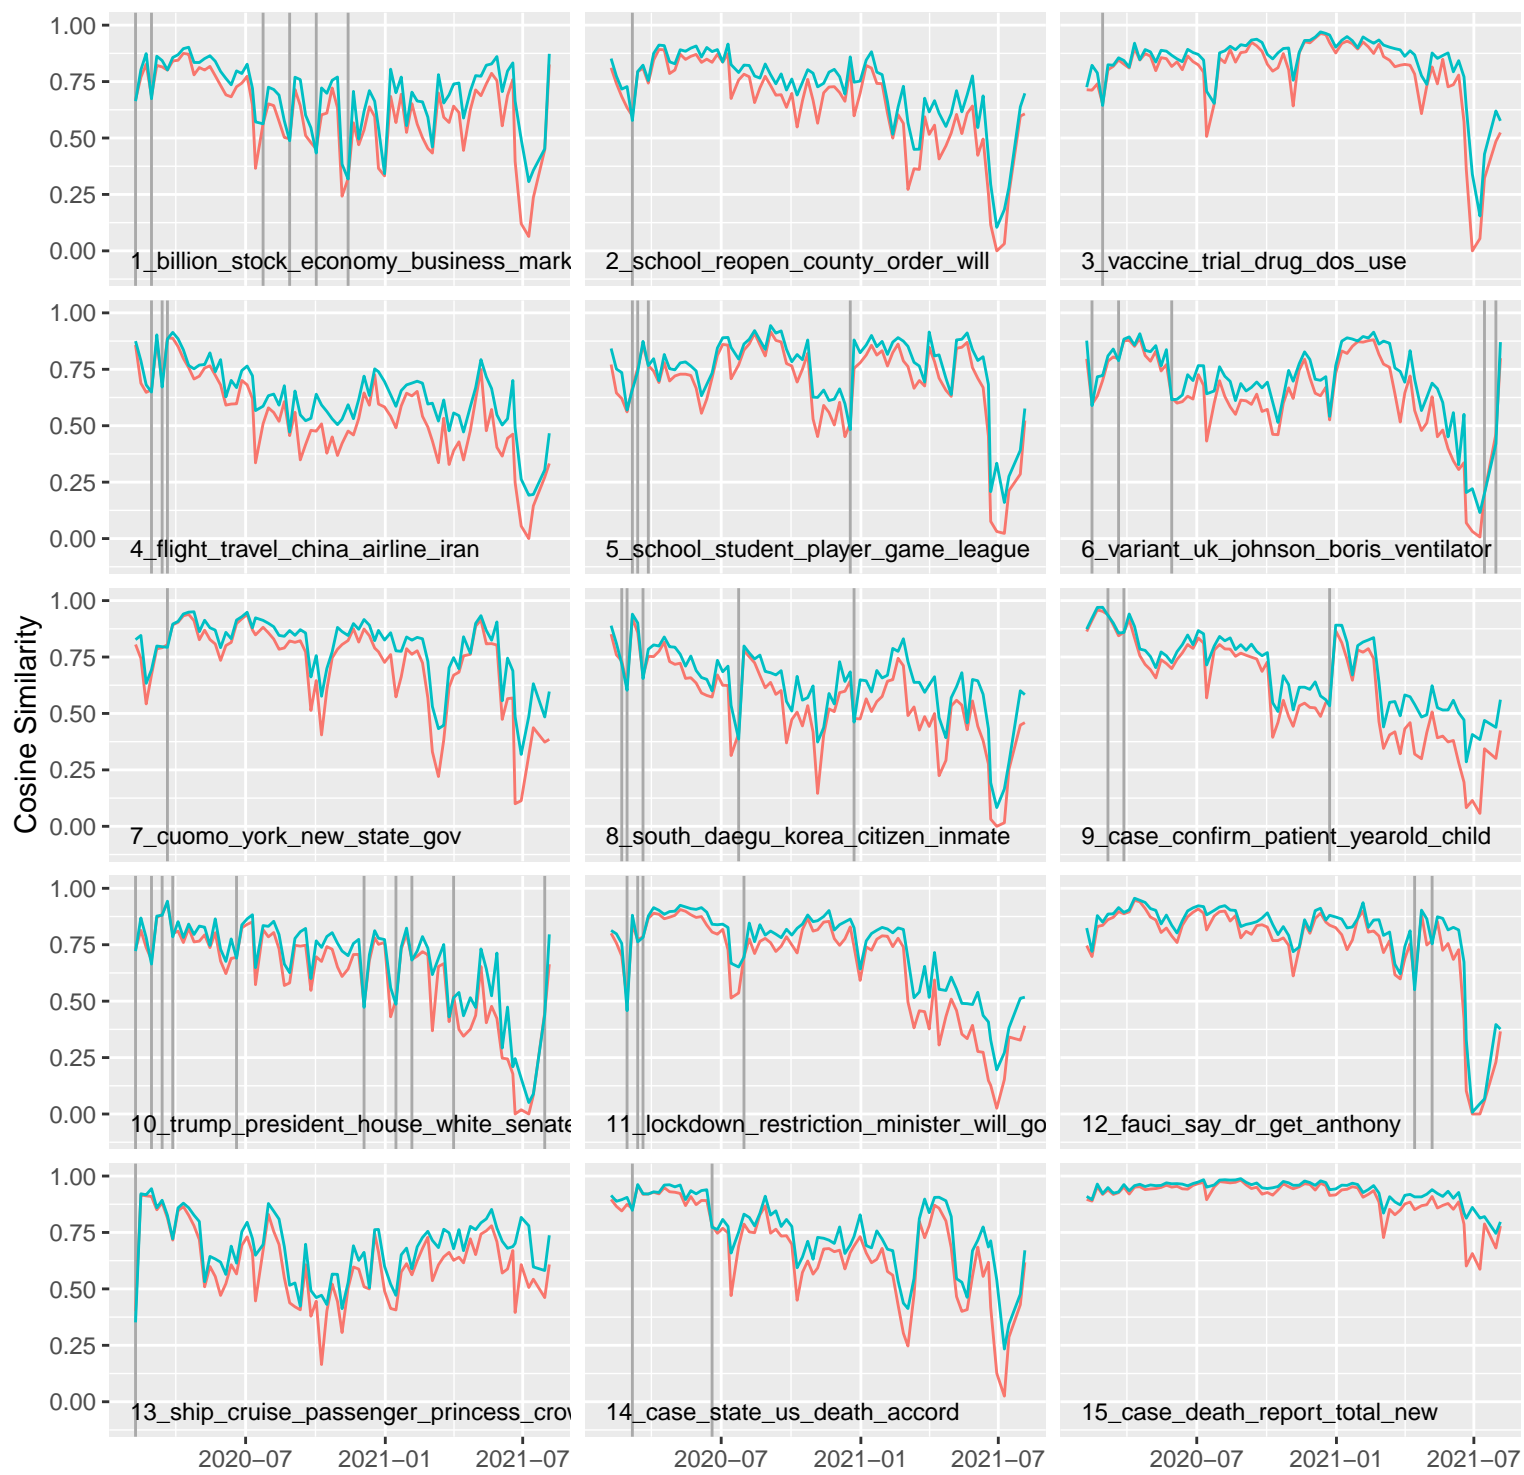 1.00
0.75
0.50
0.25
0.00
1_billion_stock_economy_business_mark
2_school_reopen_county_order_will
3_vaccine_trial_drug_dos_use
1.00
0.75
0.50
0.25
0.00
4_flight_travel_china_airline_iran
5_school_student_player_game_league
6_variant_uk_johnson_boris_ventilator
Cosine Similarity
1.00
0.75
0.50
0.25
0.00
7_cuomo_york_new_state_gov
8_south_daegu_korea_citizen_inmate
9_case_confirm_patient_yearold_child
1.00
0.75
0.50
0.25
0.00
10_trump_president_house_white_senate
11_lockdown_restriction_minister_will_go
12_fauci_say_dr_get_anthony
1.00
0.75
0.50
0.25
0.00
13_ship_cruise_passenger_princess_crow
14_case_state_us_death_accord
15_case_death_report_total_new
2020−07 2021−01 2021−07
2020−07 2021−01 2021−07
2020−07 2021−01 2021−07